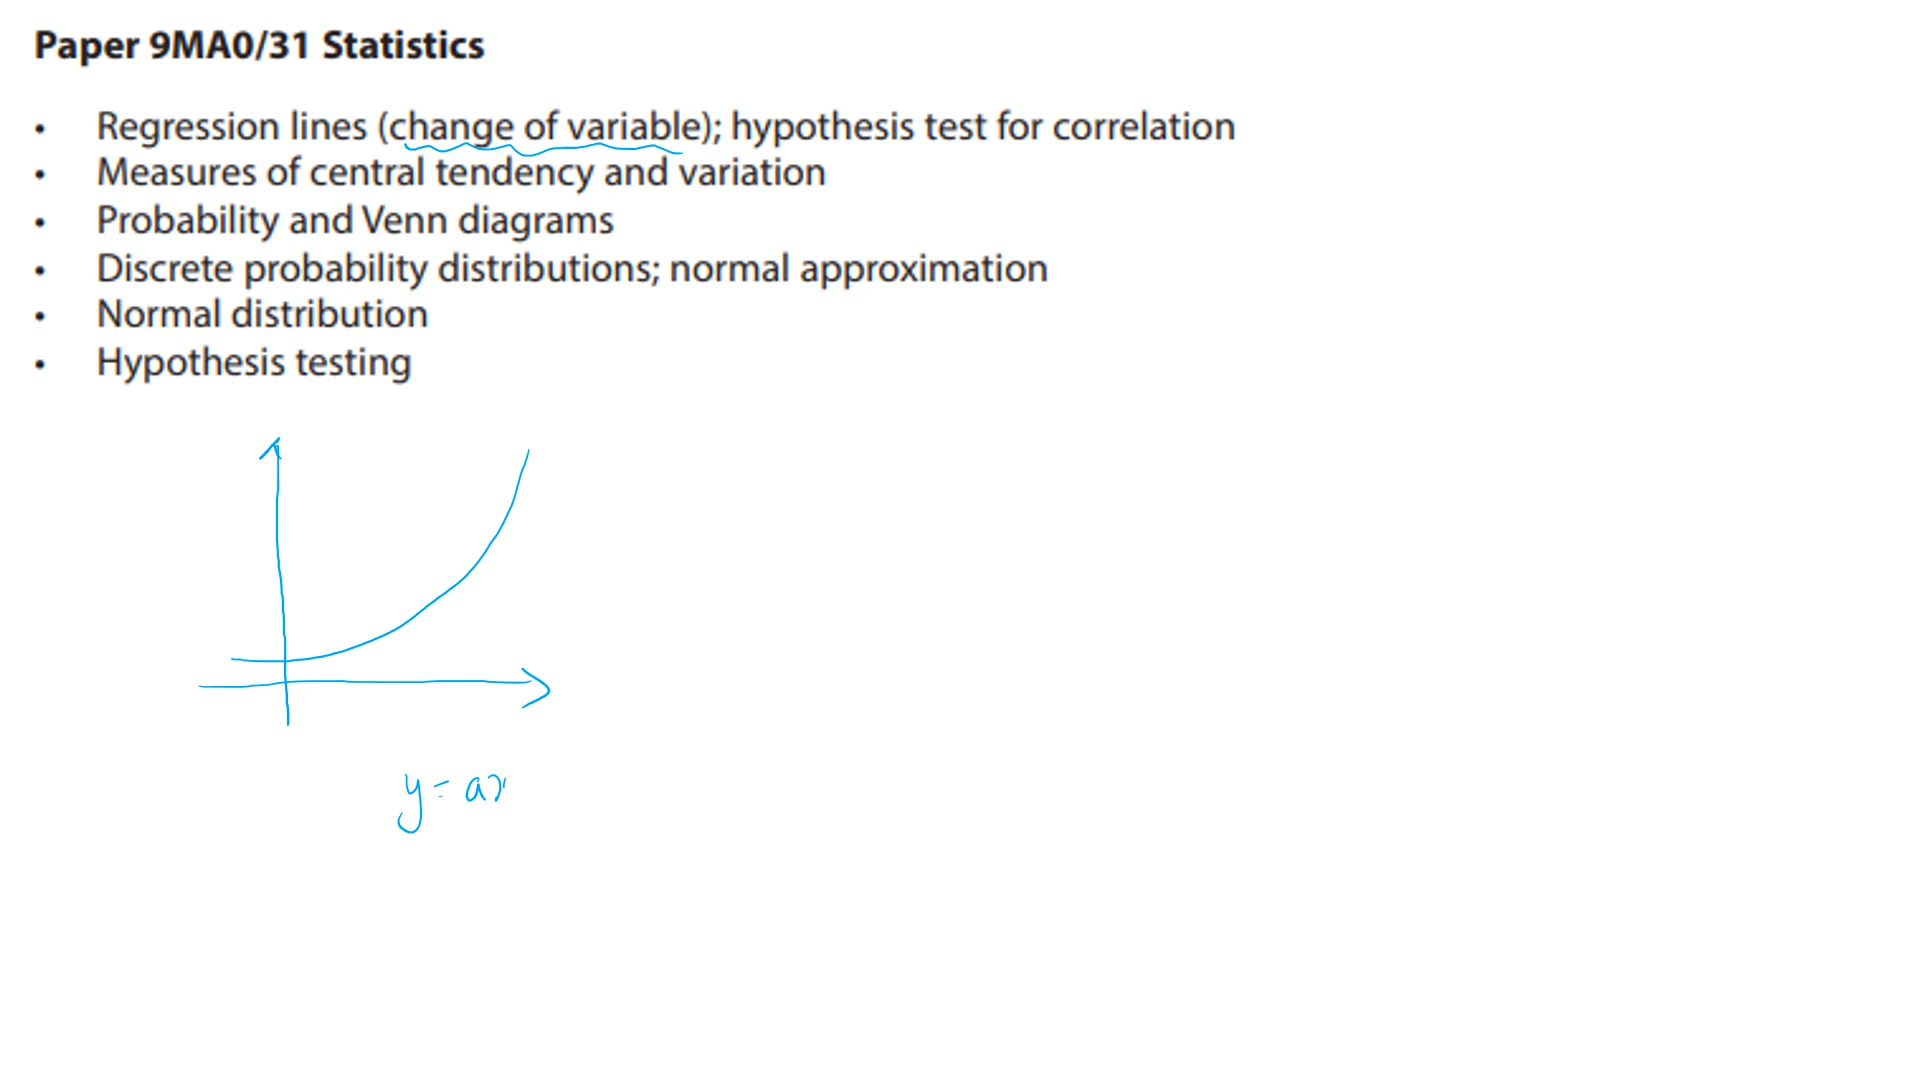 Paper 9MA0/31 Statistics
• Regression lines (change of variable); hypothesis test for correlation
• Measures of central tendency and variation
• Probability and Venn diagrams
• Discrete probability distributions; normal approximation
• Normal distribution
• Hypothesis testing
y = ax